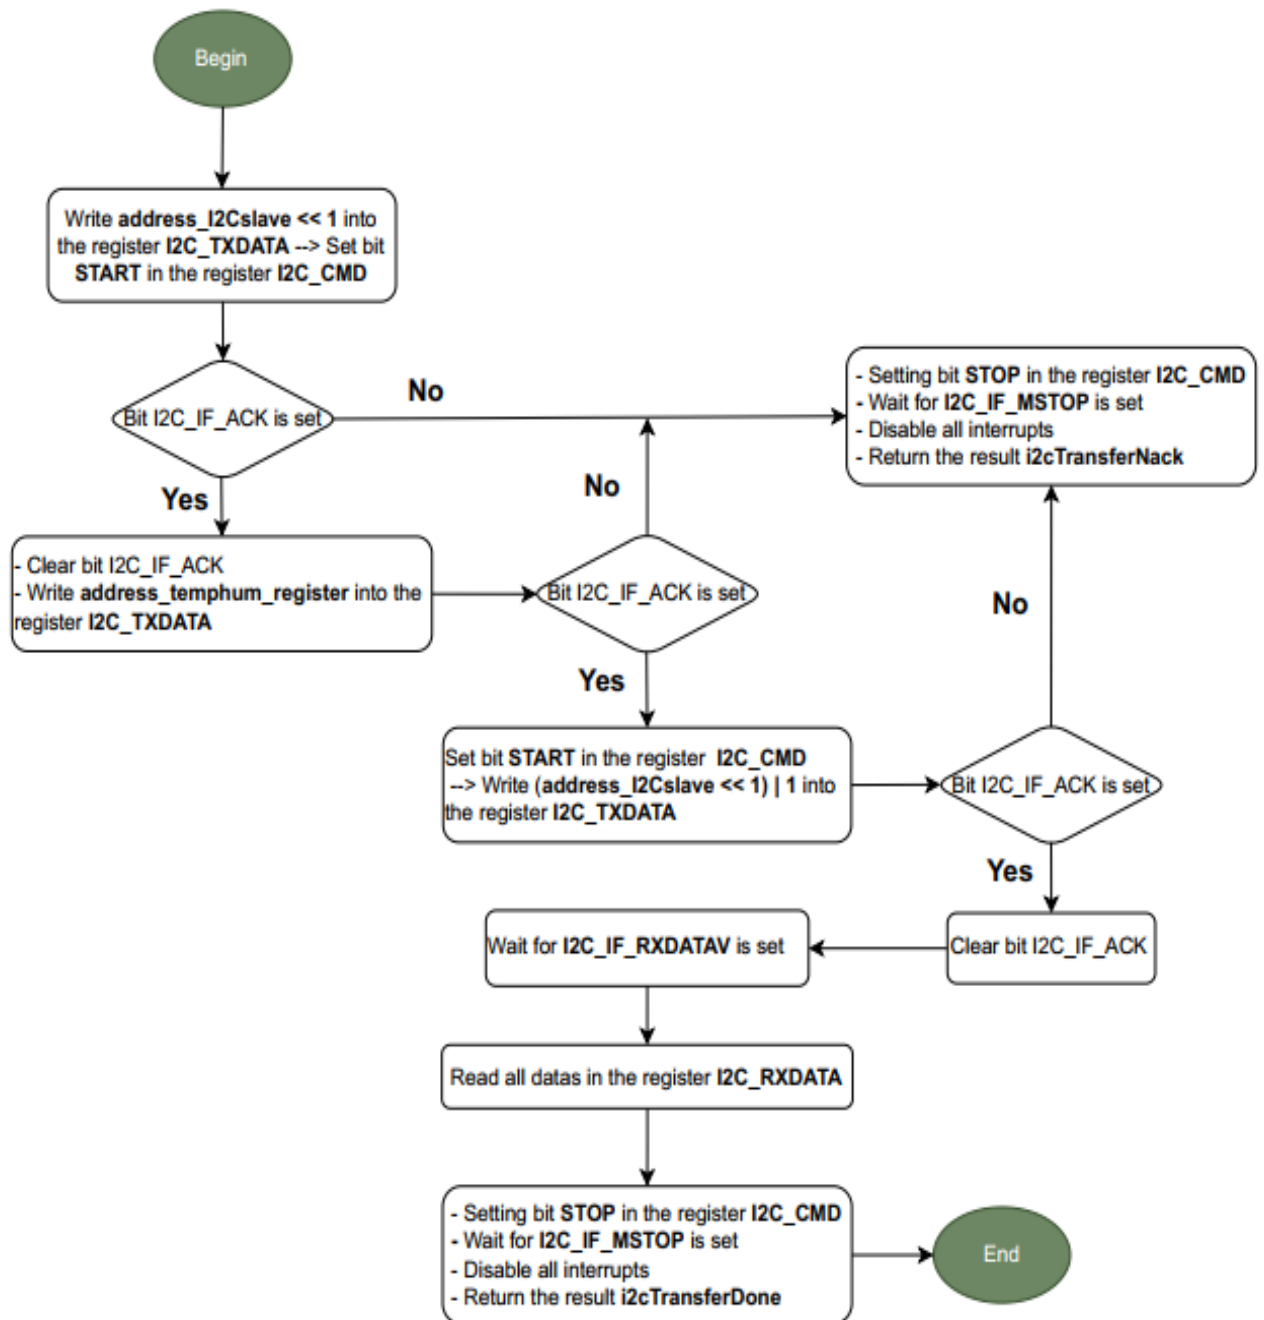 Begin
Write address_I2Cslave << 1 into
the register I2C_TXDATA --> Set bit
START in the register I2C_CMD
Bit I2C_IF_ACK is set
No
- Setting bit STOP in the register I2C_CMD
- Wait for I2C_IF_MSTOP is set
- Disable all interrupts
- Return the result i2cTransferNack
Yes
- Clear bit I2C_IF_ACK
- Write address_temphum_register into the
register I2C_TXDATA
Bit I2C_IF_ACK is set
No
Yes
Set bit START in the register I2C_CMD
--> Write (address_I2Cslave << 1) | 1 into
the register I2C_TXDATA
Bit I2C_IF_ACK is set
No
Yes
Clear bit I2C_IF_ACK
Wait for I2C_IF_RXDATAV is set
Read all datas in the register I2C_RXDATA
- Setting bit STOP in the register I2C_CMD
- Wait for I2C_IF_MSTOP is set
- Disable all interrupts
- Return the result i2cTransferDone
End